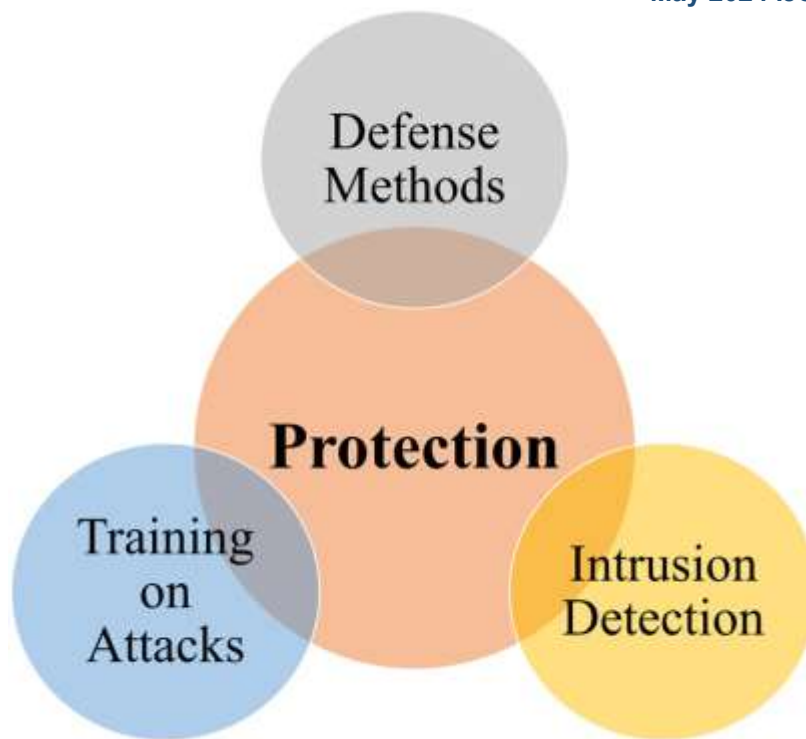 Defense
Methods
Protection
Training
on
Attacks
Intrusion
Detection